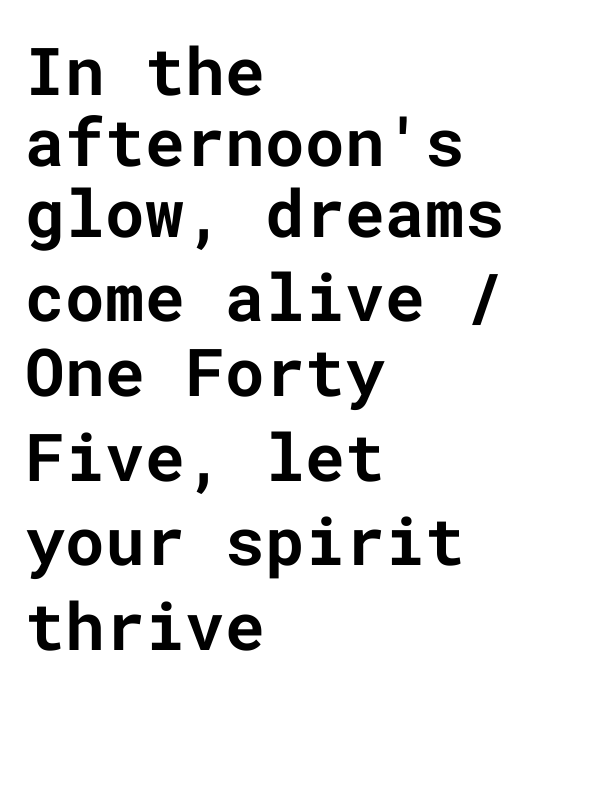 In the
afternoon's
glow, dreams
come alive /
One Forty
Five, let
your spirit
thrive